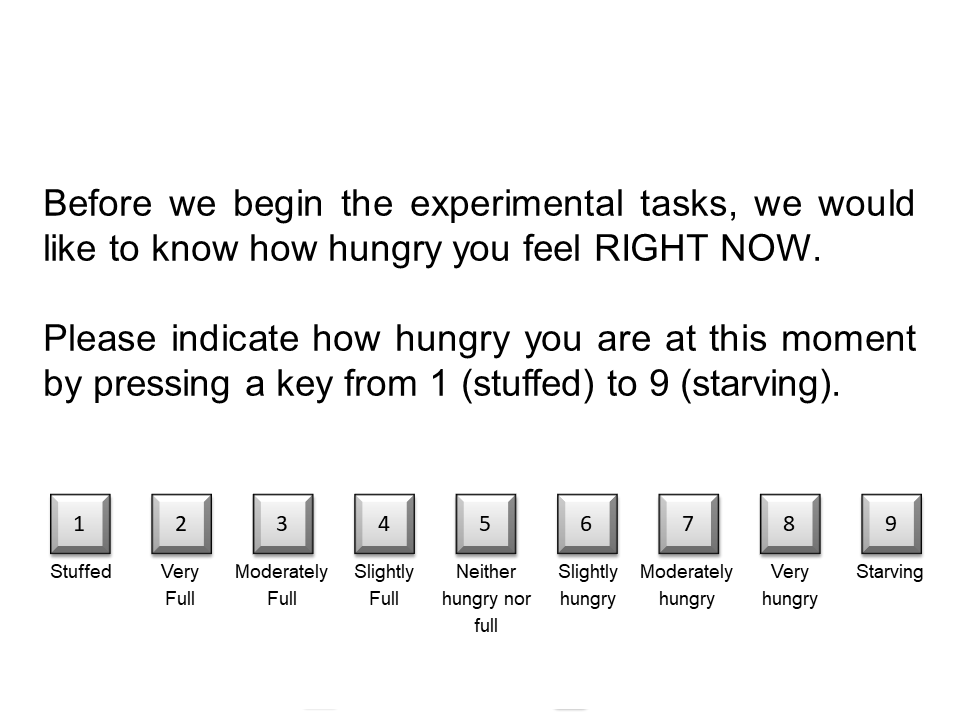 Before we begin the experimental tasks, we would
like to know how hungry you feel RIGHT NOW.
Please indicate how hungry you are at this moment
by pressing a key from 1 (stuffed) to 9 (starving).
1 2 3 4 5 6 7 8 9
Stuffed Very Moderately Slightly Neither Slightly Moderately Very Starving
Full Full Full hungry nor hungry hungry hungry
full